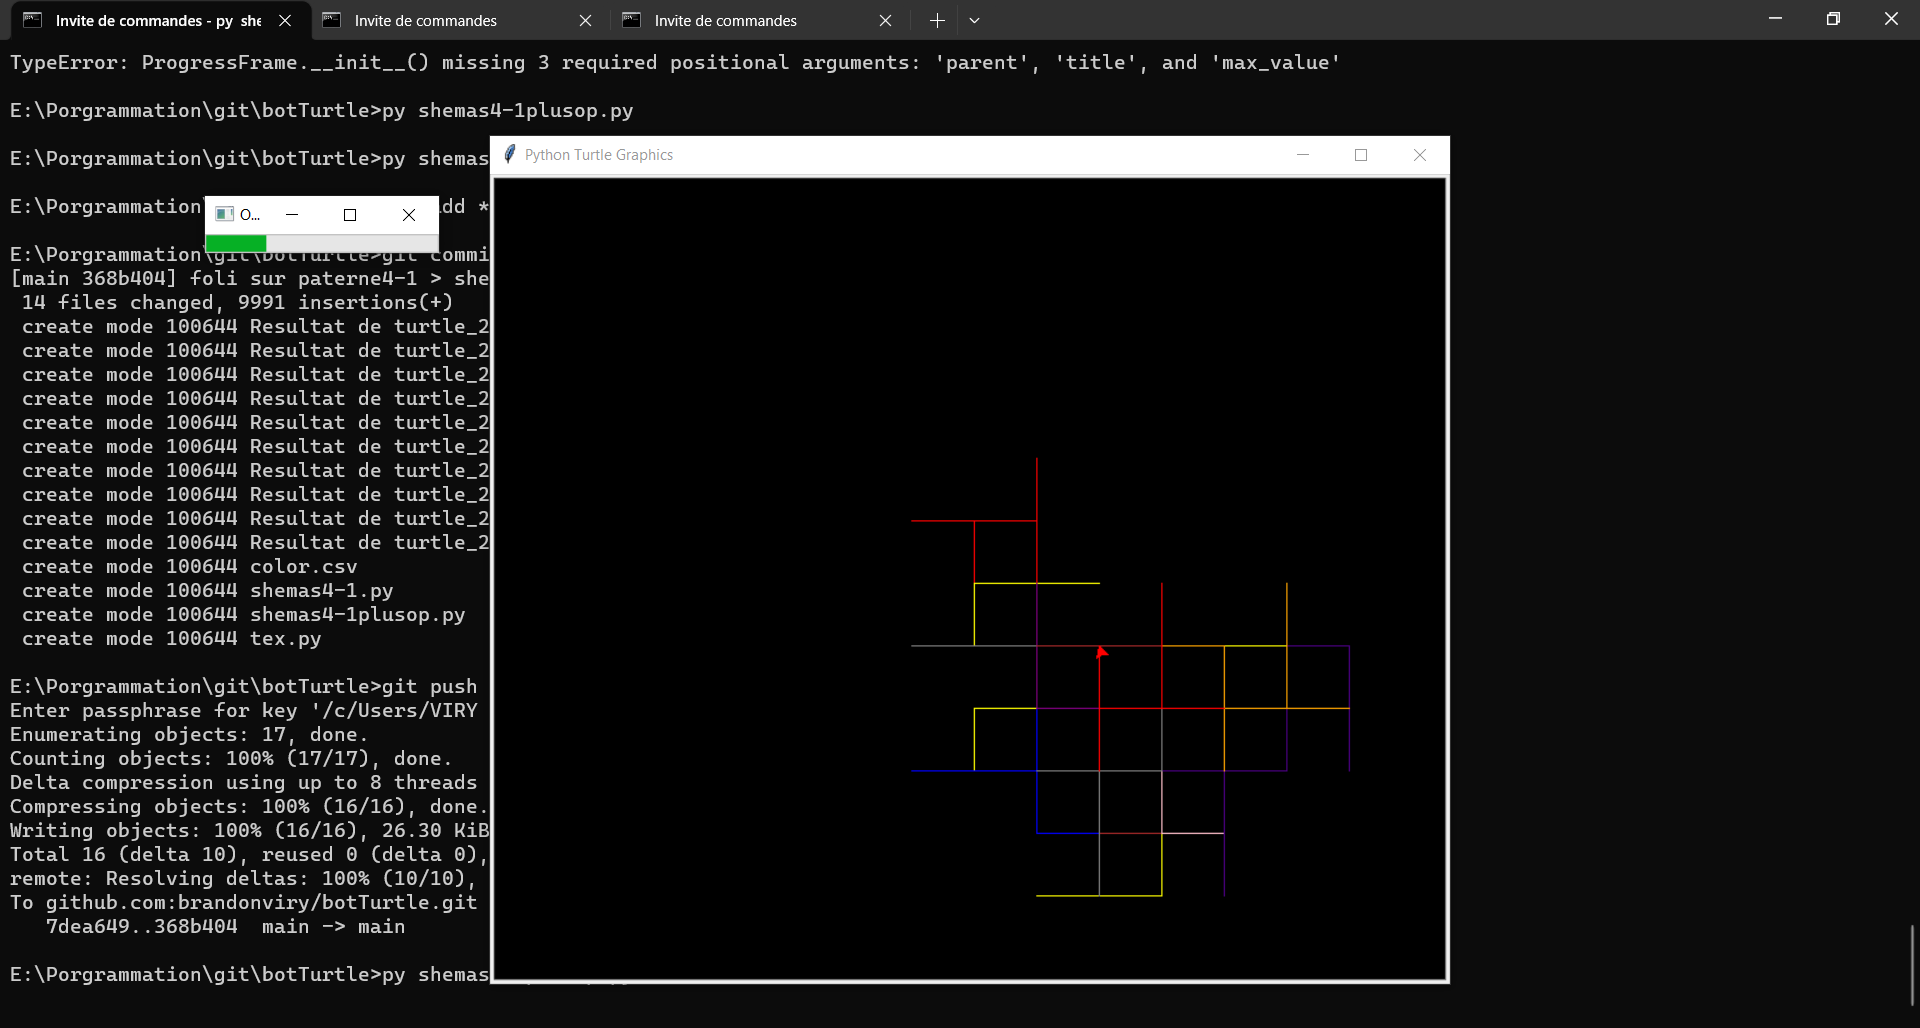 Invite de commandes - py she
Invite de commandes
Invite de commandes
TypeError: ProgressFrame.__init__() missing 3 required positional arguments: 'parent', 'title', and 'max_value'
E:\Porgrammation\git\botTurtle>py shemas4-1plusop.py
E:\Porgrammation\git\botTurtle>py shemas
Python Turtle Graphics
E:\Porgrammation\ dd *
O...
E:\Porgrammation\git\botTurtle>git commi
[main 368b404] foli sur paterne4-1 > she
14 files changed, 9991 insertions(+)
create mode 100644 Resultat de turtle_2
create mode 100644 Resultat de turtle_2
create mode 100644 Resultat de turtle_2
create mode 100644 Resultat de turtle_2
create mode 100644 Resultat de turtle_2
create mode 100644 Resultat de turtle_2
create mode 100644 Resultat de turtle_2
create mode 100644 Resultat de turtle_2
create mode 100644 Resultat de turtle_2
create mode 100644 Resultat de turtle_2
create mode 100644 color.csv
create mode 100644 shemas4-1.py
create mode 100644 shemas4-1plusop.py
create mode 100644 tex.py
E:\Porgrammation\git\botTurtle>git push
Enter passphrase for key '/c/Users/VIRY
Enumerating objects: 17, done.
Counting objects: 100% (17/17), done.
Delta compression using up to 8 threads
Compressing objects: 100% (16/16), done.
Writing objects: 100% (16/16), 26.30 KiB
Total 16 (delta 10), reused 0 (delta 0),
remote: Resolving deltas: 100% (10/10),
To github.com:brandonviry/botTurtle.git
7dea649..368b404 main -> main
E:\Porgrammation\git\botTurtle>py shemas